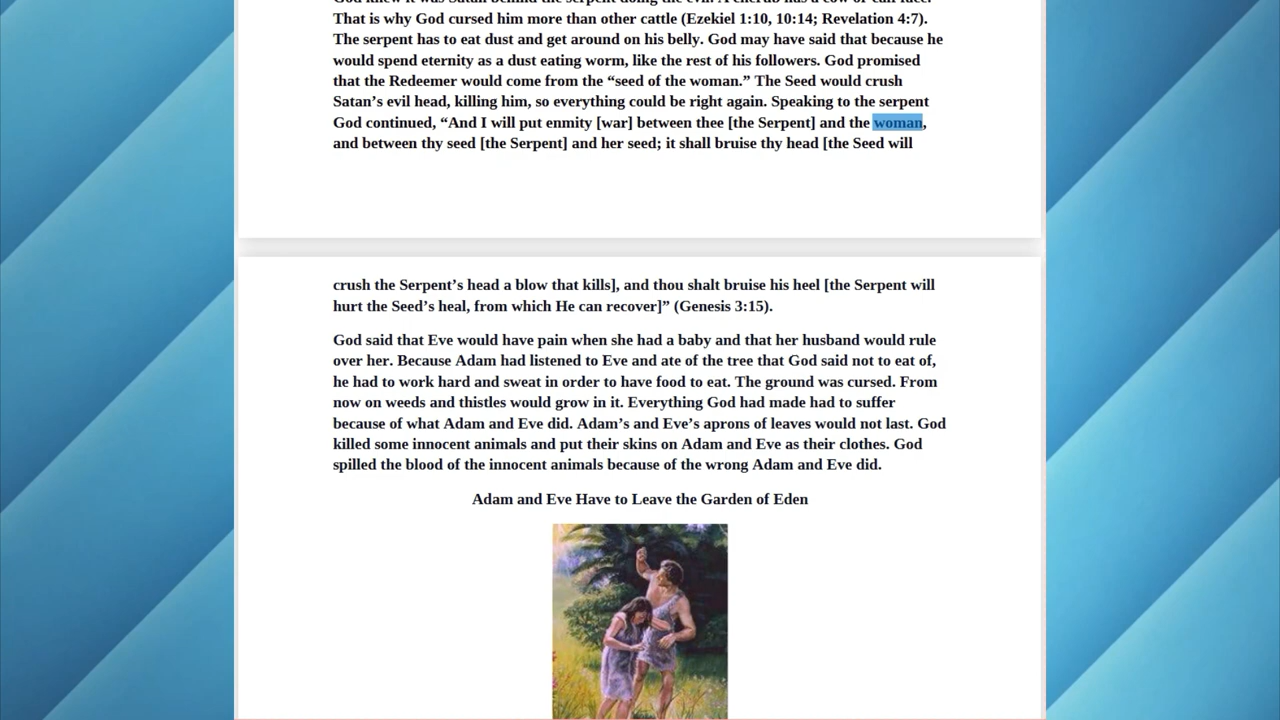 That is why God cursed him more than other cattle (Ezekiel 1:10, 10:14; Revelation 4:7).
The serpent has to eat dust and get around on his belly. God may have said that because he
would spend eternity as a dust eating worm, like the rest of his followers. God promised
that the Redeemer would come from the “seed of the woman.” The Seed would crush
Satan’s evil head, killing him, so everything could be right again. Speaking to the serpent
God continued, “And I will put enmity [war] between thee [the Serpent] and the woman,
and between thy seed [the Serpent] and her seed; it shall bruise thy head [the Seed will
crush the Serpent’s head a blow that kills], and thou shalt bruise his heel [the Serpent will
hurt the Seed’s heal, from which He can recover]” (Genesis 3:15).
God said that Eve would have pain when she had a baby and that her husband would rule
over her. Because Adam had listened to Eve and ate of the tree that God said not to eat of,
he had to work hard and sweat in order to have food to eat. The ground was cursed. From
now on weeds and thistles would grow in it. Everything God had made had to suffer
because of what Adam and Eve did. Adam’s and Eve’s aprons of leaves would not last. God
killed some innocent animals and put their skins on Adam and Eve as their clothes. God
spilled the blood of the innocent animals because of the wrong Adam and Eve did.
Adam and Eve Have to Leave the Garden of Eden